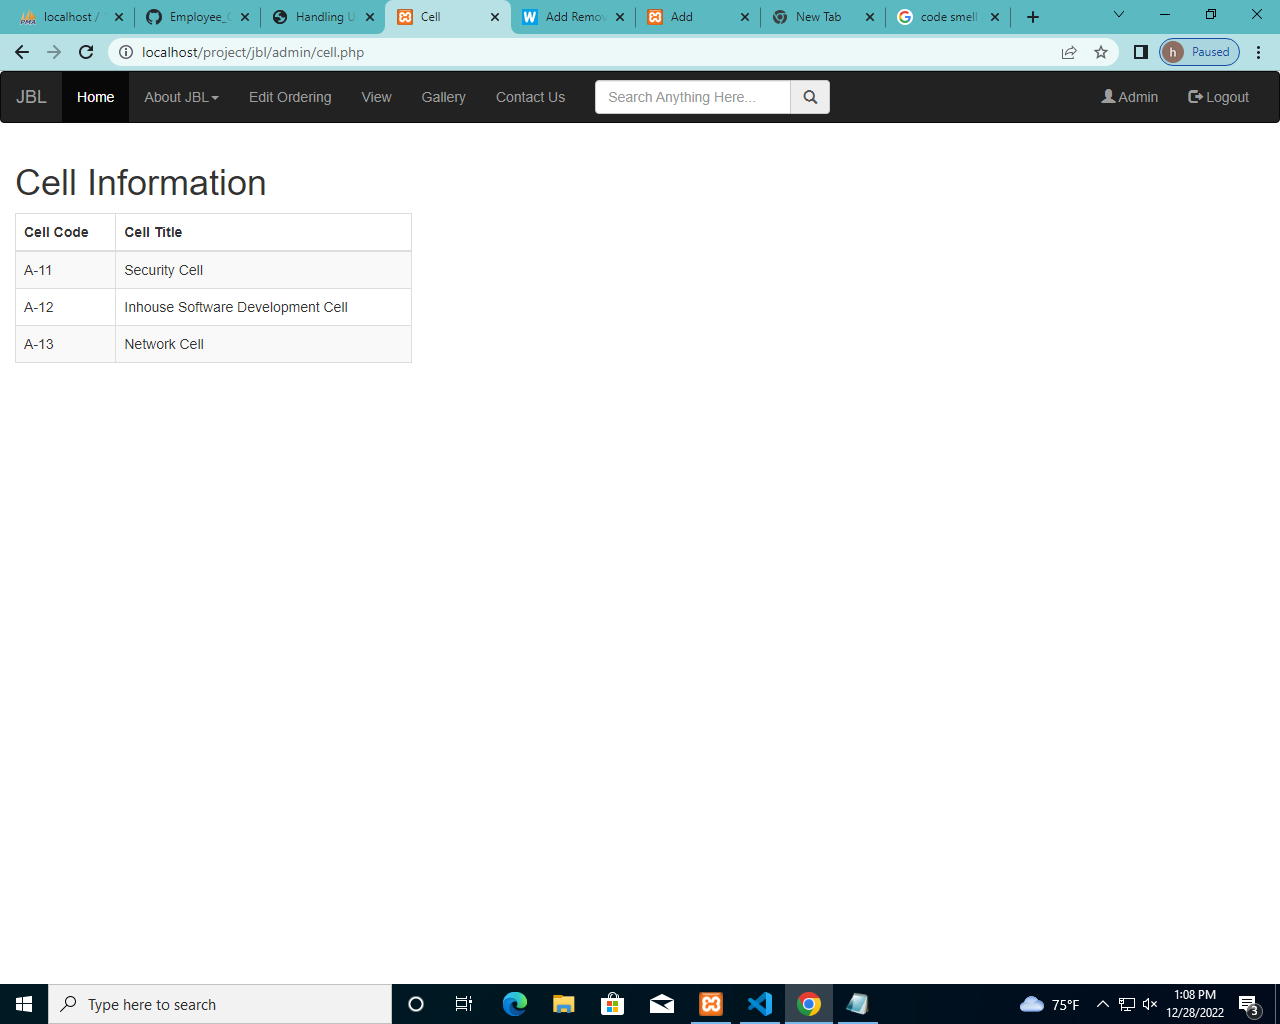 localhost /
Employee_
Handling U
Cell
Add Remov
Add
New Tab
code smell
localhost/project/jbl/admin/cell.php
h Paused
JBL Home About JBL Edit Ordering View Gallery Contact Us Search Anything Here... Admin Logout
Cell Information
Cell Code Cell Title
A-11 Security Cell
A-12 Inhouse Software Development Cell
A-13 Network Cell
Type here to search
75°F
1:08 PM
12/28/2022
3